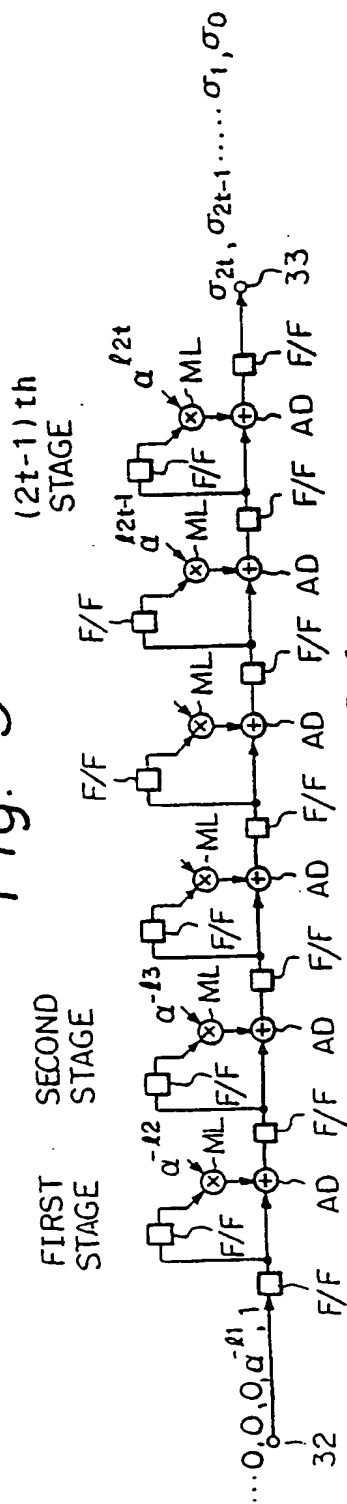 Fig.
FIRST
STAGE
SECOND
STAGE
(2t-1)th
STAGE
F/F
F/F
α^-ℓ2
α^-ℓ3
α^ℓ2t-1
α^ℓ2t
ML
ML
ML
ML
ML
ML
F/F
F/F
F/F
F/F
....0,0,0,α^-ℓ1,1
σ2t, σ2t-1......σ1,σ0
32
F/F
AD
F/F
AD
F/F
AD
F/F
AD
F/F
AD
F/F
AD
F/F
33